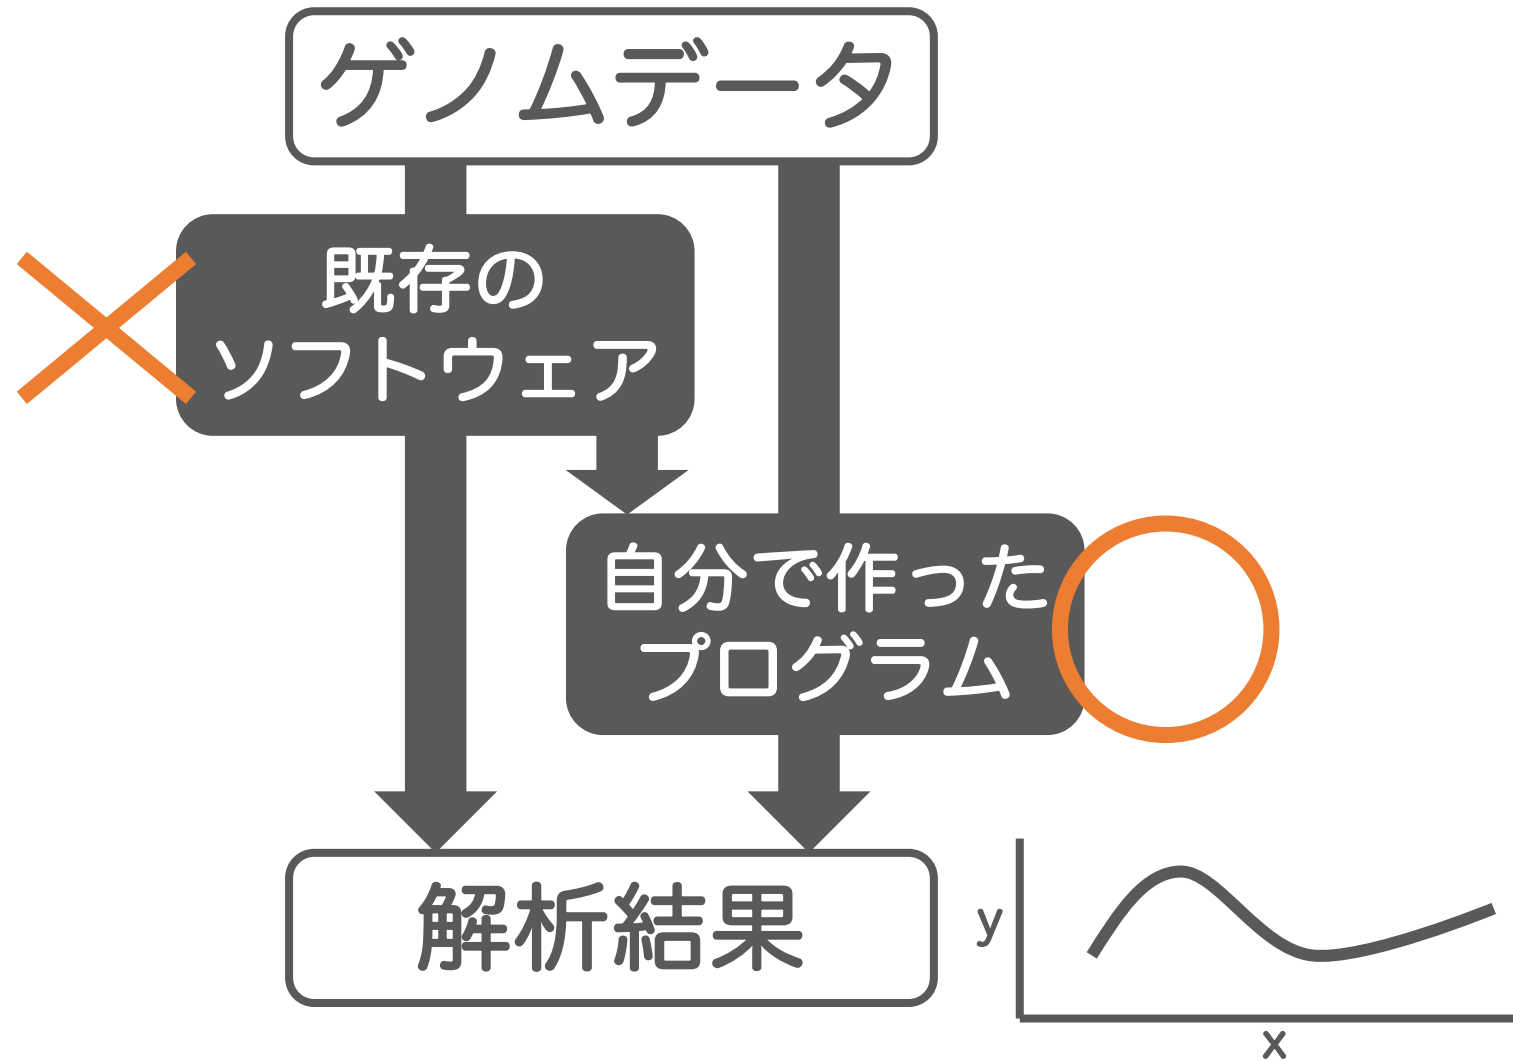 ゲノムデータ
既存の
ソフトウェア
自分で作った
プログラム
解析結果
y
x